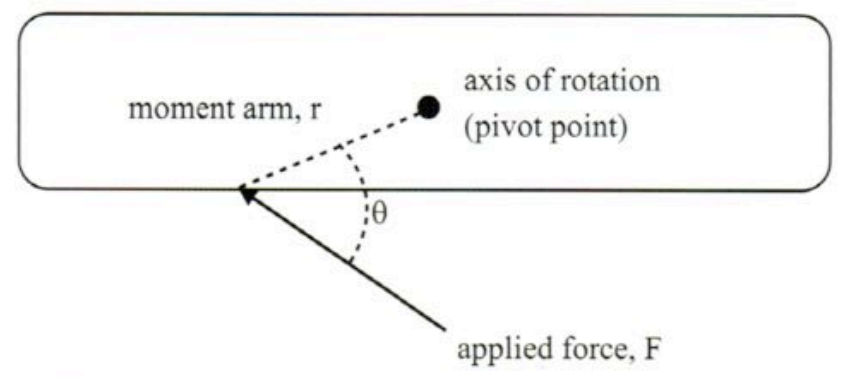 axis of rotation
moment arm, r
(pivot point)
θ
applied force, F